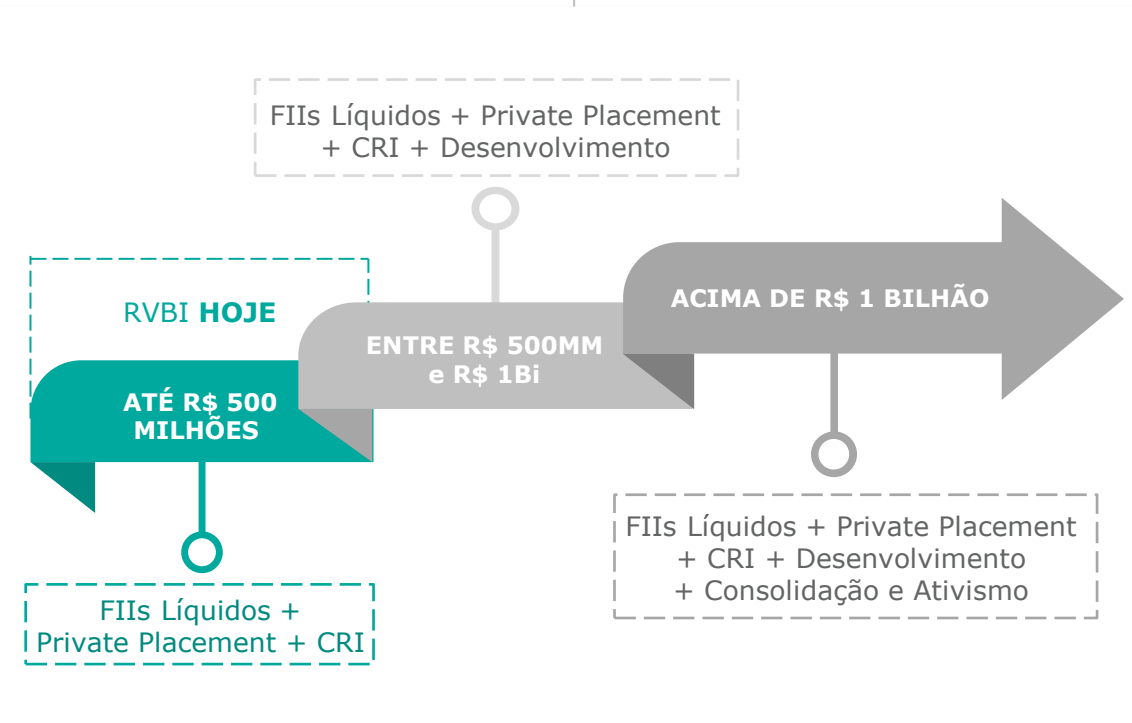 FIIs Líquidos + Private Placement
+ CRI + Desenvolvimento
RVBI HOJE
ACIMA DE R$ 1 BILHÃO
ENTRE R$ 500MM
e R$ 1Bi
ATÉ R$ 500
MILHÕES
FIIs Líquidos + Private Placement
+ CRI + Desenvolvimento
+ Consolidação e Ativismo
FIIs Líquidos +
Private Placement + CRI